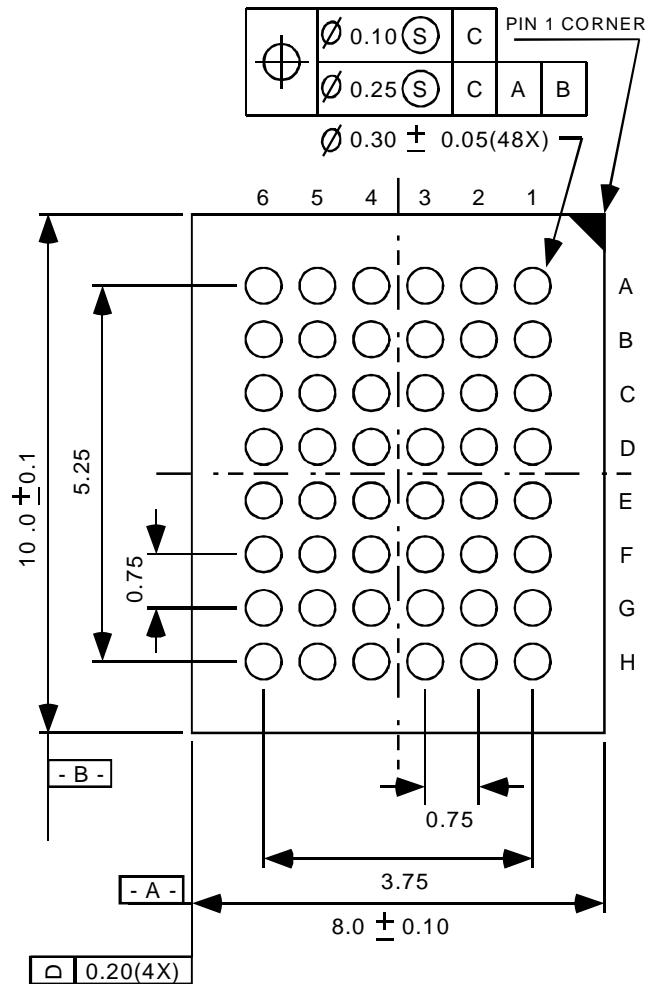 Ø 0.10 Ⓢ C
PIN 1 CORNER
Ø 0.25 Ⓢ C A B
Ø 0.30 ± 0.05(48X)
6 5 4 3 2 1
A
B
C
D
E
F
G
H
10 .0 ±0.1
5.25
0.75
- B -
0.75
- A -
3.75
8.0 ± 0.10
D 0.20(4X)